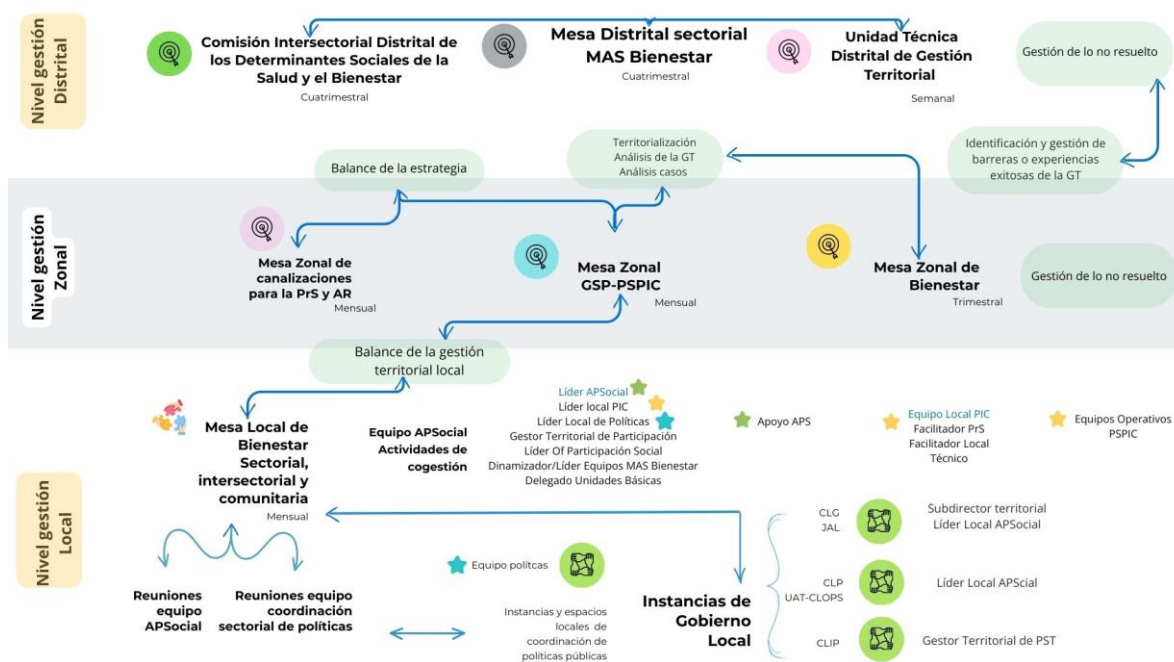 Nivel gestión
Distrital
Comisión Intersectorial Distrital de
los Determinantes Sociales de la
Salud y el Bienestar
Cuatrimestral
Mesa Distrital sectorial
MAS Bienestar
Cuatrimestral
Unidad Técnica
Distrital de Gestión
Territorial
Semanal
Gestión de lo no resuelto
Balance de la estrategia
Territorialización
Análisis de la GT
Análisis casos
Identificación y gestión de
barreras o experiencias
exitosas de la GT
Nivel gestión
Zonal
Mesa Zonal de
canalizaciones
para la PrS y AR
Mensual
Mesa Zonal
GSP-PSPIC
Mensual
Mesa Zonal de
Bienestar
Trimestral
Gestión de lo no resuelto
Balance de la gestión
territorial local
Nivel gestión
Local
Mesa Local de
Bienestar
Sectorial,
intersectorial y
comunitaria
Mensual
Equipo APSocial
Actividades de
cogestión
Líder APSocial
Líder local PIC
Líder Local de Políticas
Gestor Territorial de Participación
Líder Of Participación Social
Dinamizador/Líder Equipos MAS Bienestar
Delegado Unidades Básicas
Apoyo APS
Equipo Local PIC
Facilitador PrS
Facilitador Local
Técnico
Equipos Operativos
PSPIC
Reuniones
equipo
APSocial
Reuniones equipo
coordinación
sectorial de políticas
Equipo polítcas
Instancias y espacios
locales de
coordinación de
políticas públicas
Instancias de
Gobierno
Local
CLG
JAL
Subdirector territorial
Líder Local APSocial
CLP
UAT-CLOPS
Líder Local APScial
CLIP
Gestor Territorial de PST